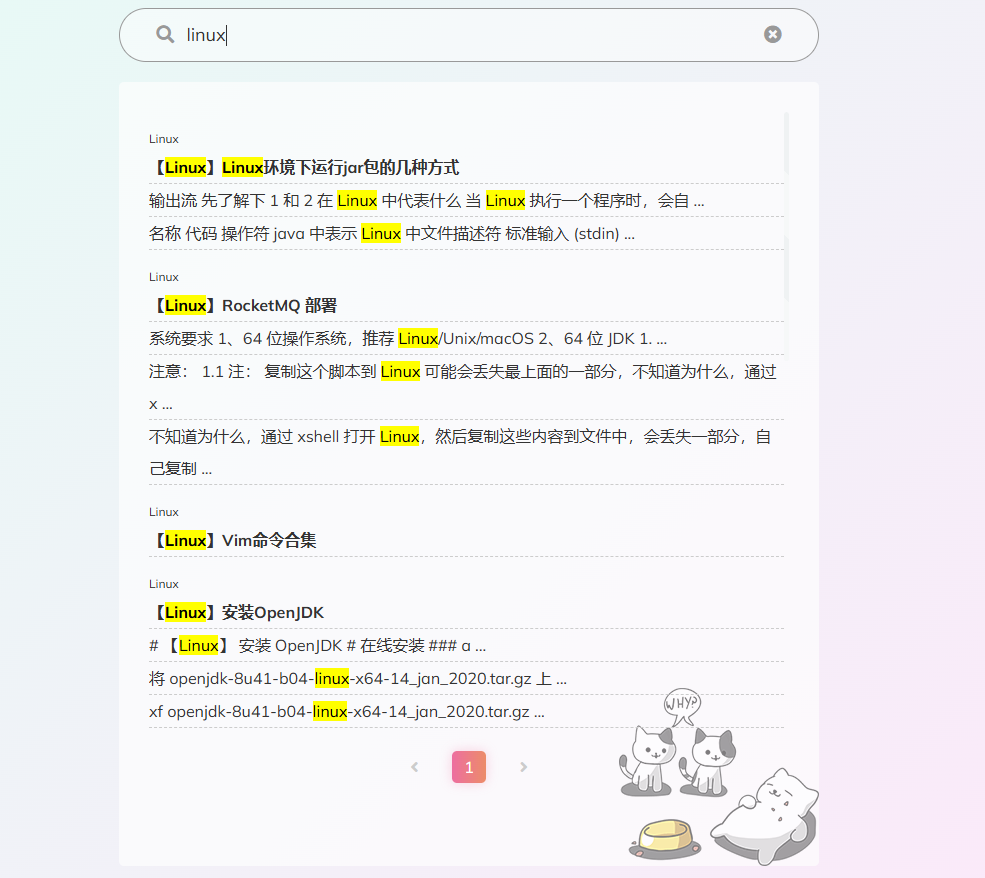 linux
Linux
【Linux】Linux环境下运行jar包的几种方式
输出流 先了解下 1 和 2 在 Linux 中代表什么 当 Linux 执行一个程序时，会自 ...
名称 代码 操作符 java 中表示 Linux 中文件描述符 标准输入 (stdin) ...
Linux
【Linux】RocketMQ 部署
系统要求 1、64 位操作系统，推荐 Linux/Unix/macOS 2、64 位 JDK 1. ...
注意： 1.1 注： 复制这个脚本到 Linux 可能会丢失最上面的一部分，不知道为什么，通过
x ...
不知道为什么，通过 xshell 打开 Linux，然后复制这些内容到文件中，会丢失一部分，自
己复制 ...
Linux
【Linux】Vim命令合集
Linux
【Linux】安装OpenJDK
# 【Linux】 安装 OpenJDK # 在线安装 ### a ...
将 openjdk-8u41-b04-linux-x64-14_jan_2020.tar.gz 上 ...
xf openjdk-8u41-b04-linux-x64-14_jan_2020.tar.gz ...
WHY?
1